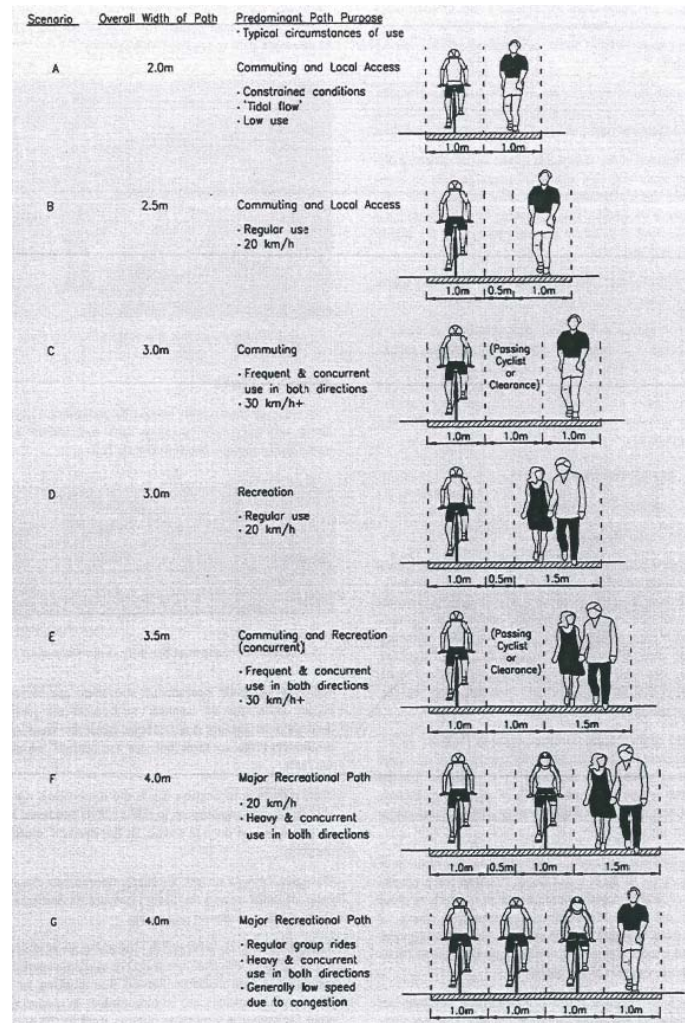 Scenario Overall Width of Path Predominant Path Purpose
· Typical circumstances of use
A 2.0m Commuting and Local Access
· Constrained conditions
· 'Tidal flow'
· Low use
1.0m 1.0m
B 2.5m Commuting and Local Access
· Regular use
· 20 km/h
1.0m 0.5m 1.0m
C 3.0m Commuting
(Passing
Cyclist
or
Clearance)
· Frequent & concurrent
use in both directions
· 30 km/h+
1.0m 1.0m 1.0m
D 3.0m Recreation
· Regular use
· 20 km/h
1.0m 0.5m 1.5m
E 3.5m Commuting and Recreation
(concurrent)
(Passing
Cyclist
or
Clearance)
· Frequent & concurrent
use in both directions
· 30 km/h+
1.0m 1.0m 1.5m
F 4.0m Major Recreational Path
· 20 km/h
· Heavy & concurrent
use in both directions
1.0m 0.5m 1.0m 1.5m
G 4.0m Major Recreational Path
· Regular group rides
· Heavy & concurrent
use in both directions
· Generally low speed
due to congestion
1.0m 1.0m 1.0m 1.0m